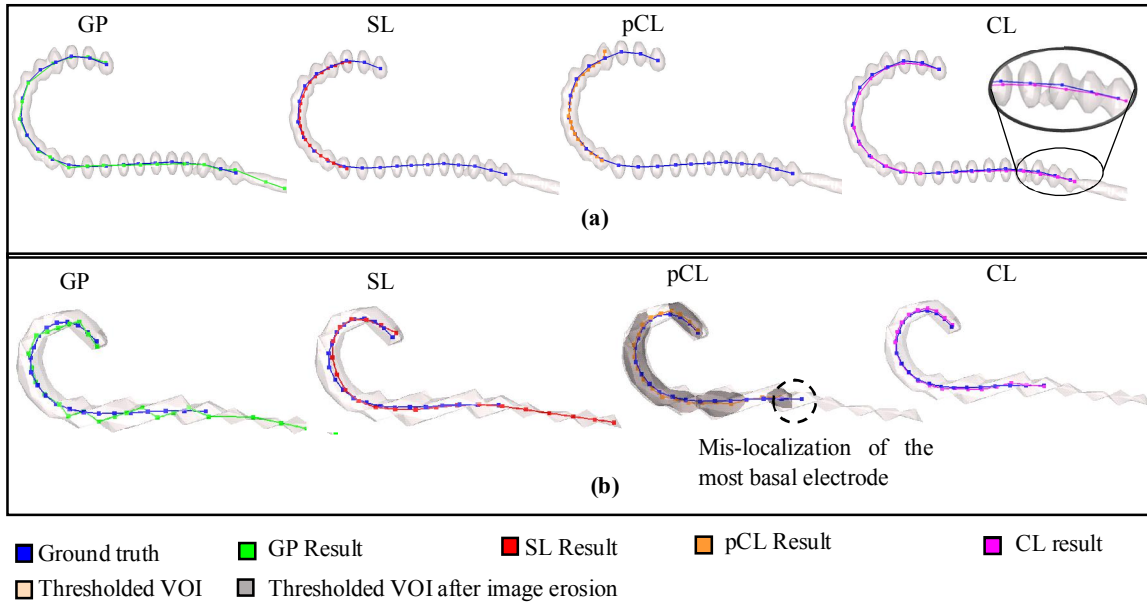 GP SL pCL CL
(a)
GP SL pCL CL
Mis-localization of the
most basal electrode
(b)
Ground truth GP Result SL Result pCL Result CL result
Thresholded VOI Thresholded VOI after image erosion